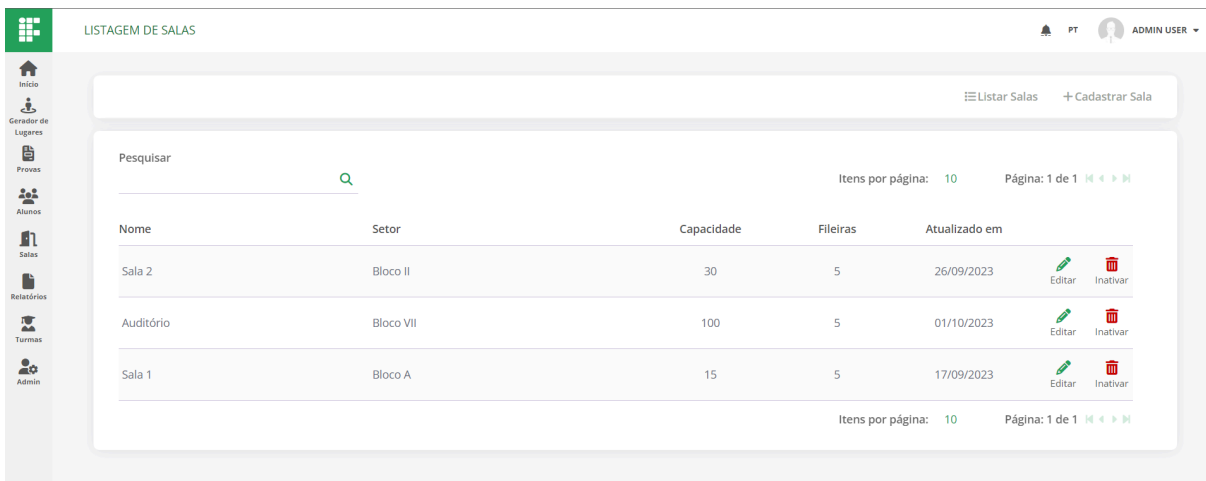 LISTAGEM DE SALAS
PT
ADMIN USER
Início
Gerador de
Lugares
Provas
Alunos
Salas
Relatórios
Turmas
Admin
Listar Salas
Cadastrar Sala
Pesquisar
Itens por página: 10 Página: 1 de 1
Nome Setor Capacidade Fileiras Atualizado em
Sala 2 Bloco II 30 5 26/09/2023 Editar Inativar
Auditório Bloco VII 100 5 01/10/2023 Editar Inativar
Sala 1 Bloco A 15 5 17/09/2023 Editar Inativar
Itens por página: 10 Página: 1 de 1